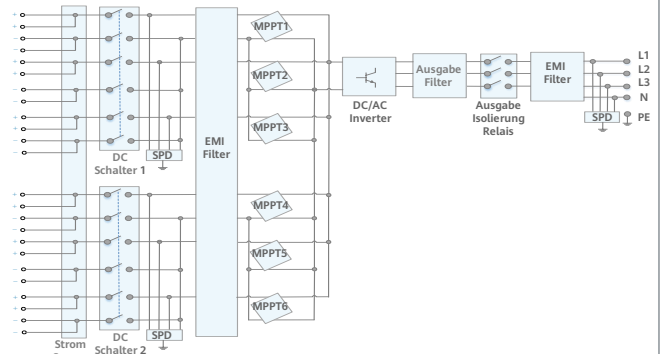 MPPT1
MPPT2
MPPT3
EMI
Filter
SPD
DC
Schalter 1
MPPT4
MPPT5
MPPT6
SPD
DC
Schalter 2
Strom
DC/AC
Inverter
Ausgabe
Filter
Ausgabe
Isolierung
Relais
EMI
Filter
L1
L2
L3
N
SPD
PE